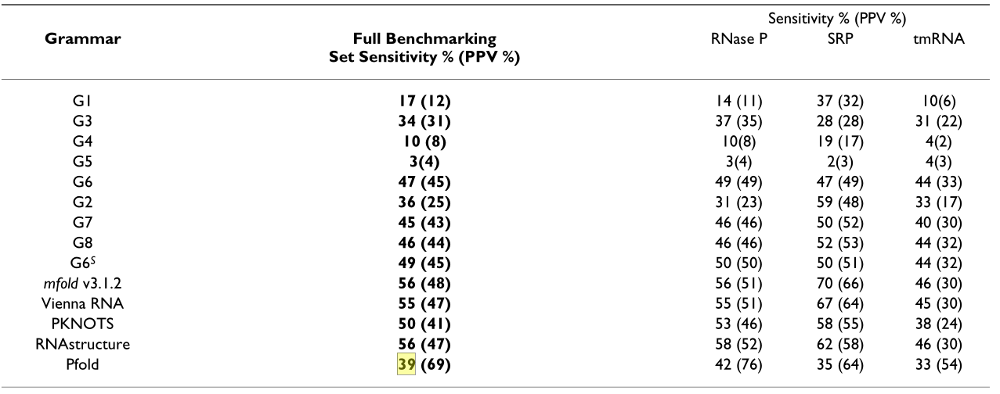 Sensitivity % (PPV %)
Grammar Full Benchmarking RNase P SRP tmRNA
Set Sensitivity % (PPV %)
G1 17 (12) 14 (11) 37 (32) 10(6)
G3 34 (31) 37 (35) 28 (28) 31 (22)
G4 10 (8) 10(8) 19 (17) 4(2)
G5 3(4) 3(4) 2(3) 4(3)
G6 47 (45) 49 (49) 47 (49) 44 (33)
G2 36 (25) 31 (23) 59 (48) 33 (17)
G7 45 (43) 46 (46) 50 (52) 40 (30)
G8 46 (44) 46 (46) 52 (53) 44 (32)
G6S 49 (45) 50 (50) 50 (51) 44 (32)
mfold v3.1.2 56 (48) 56 (51) 70 (66) 46 (30)
Vienna RNA 55 (47) 55 (51) 67 (64) 45 (30)
PKNOTS 50 (41) 53 (46) 58 (55) 38 (24)
RNAstructure 56 (47) 58 (52) 62 (58) 46 (30)
Pfold 39 (69) 42 (76) 35 (64) 33 (54)